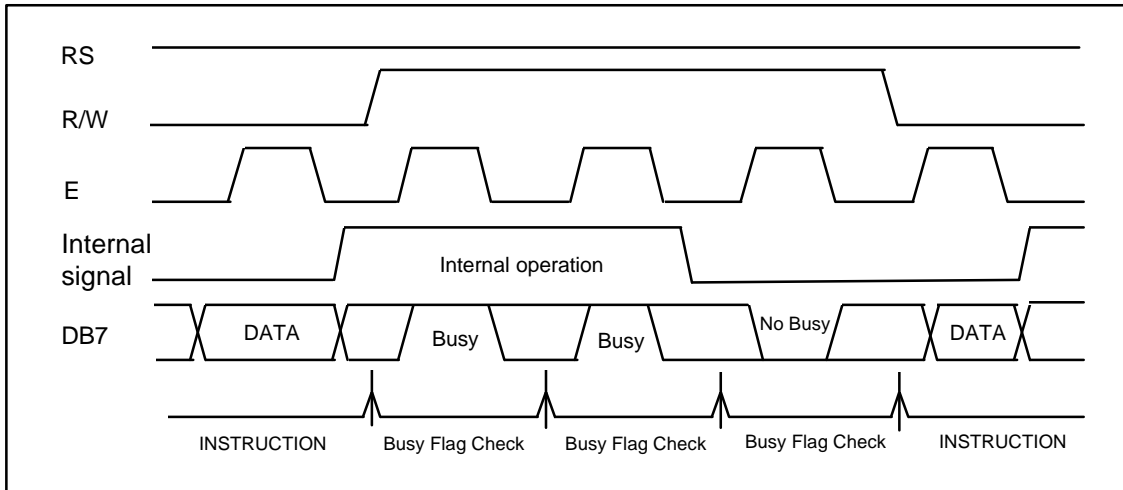 RS
R/W
E
Internal
signal
Internal operation
DB7
DATA
Busy
Busy
No Busy
DATA
INSTRUCTION
Busy Flag Check
Busy Flag Check
Busy Flag Check
INSTRUCTION